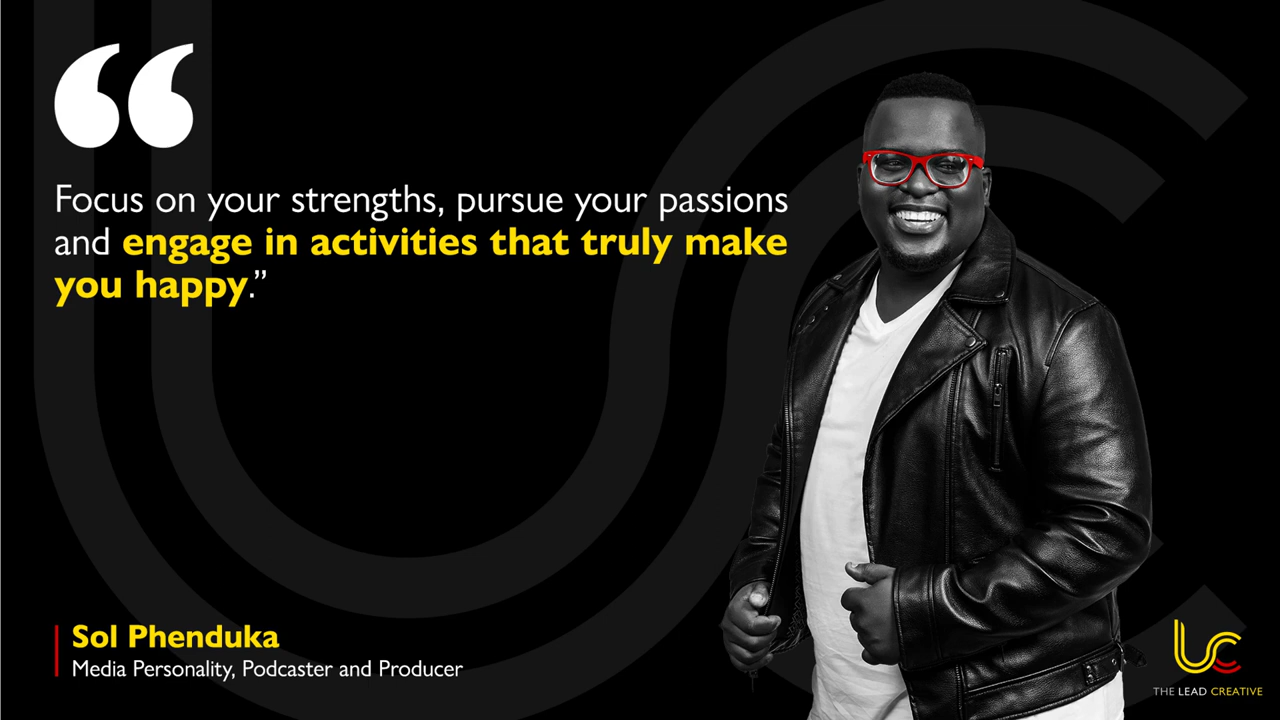 “
Focus on your strengths, pursue your passions
and engage in activities that truly make
you happy.”
Sol Phenduka
Media Personality, Podcaster and Producer
THE LEAD CREATIVE